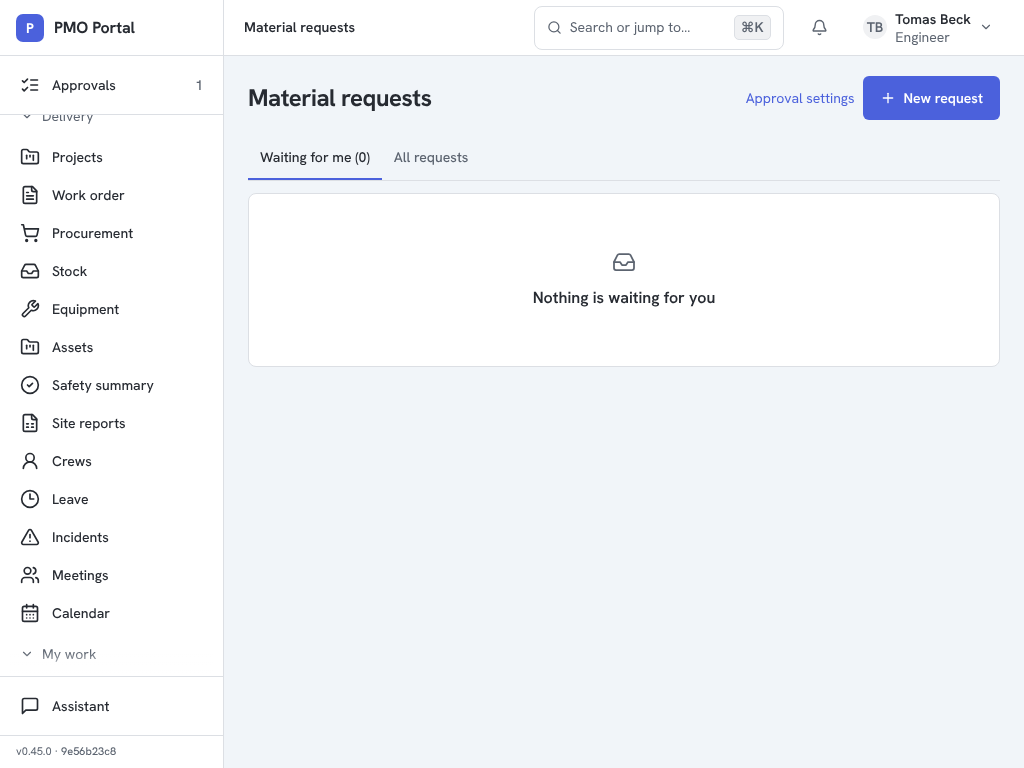 P PMO Portal
Material requests
Search or jump to...
⌘K
TB
Tomas Beck
Engineer
Approvals 1
Delivery
Projects
Work order
Procurement
Stock
Equipment
Assets
Safety summary
Site reports
Crews
Leave
Incidents
Meetings
Calendar
My work
Assistant
v0.45.0 · 9e56b23c8
Material requests
Approval settings
New request
Waiting for me (0)
All requests
Nothing is waiting for you